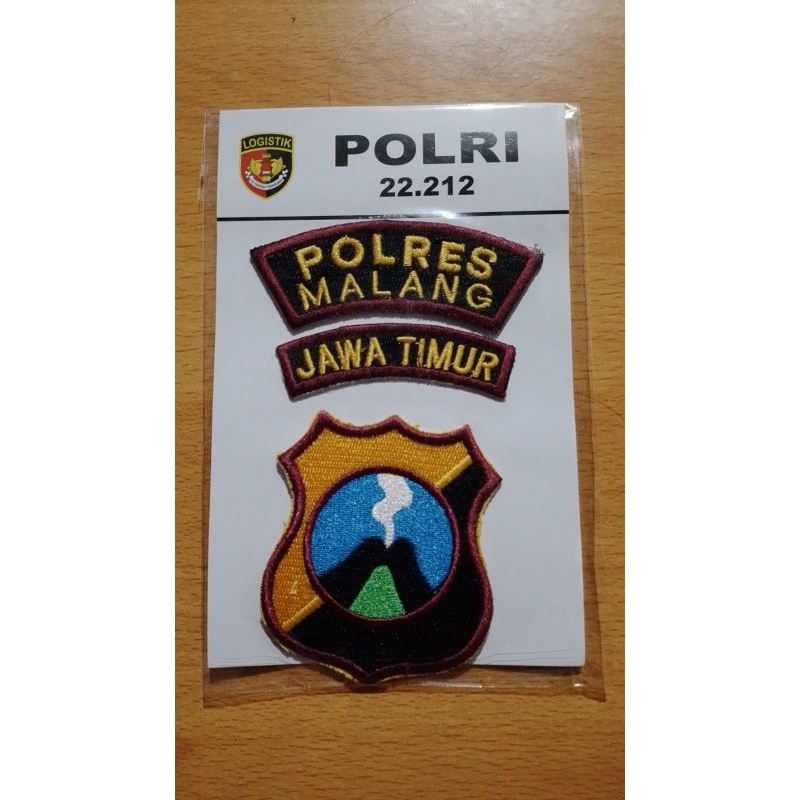 LOGISTIK
POLRI
22.212
POLRES
MALANG
JAWA TIMUR